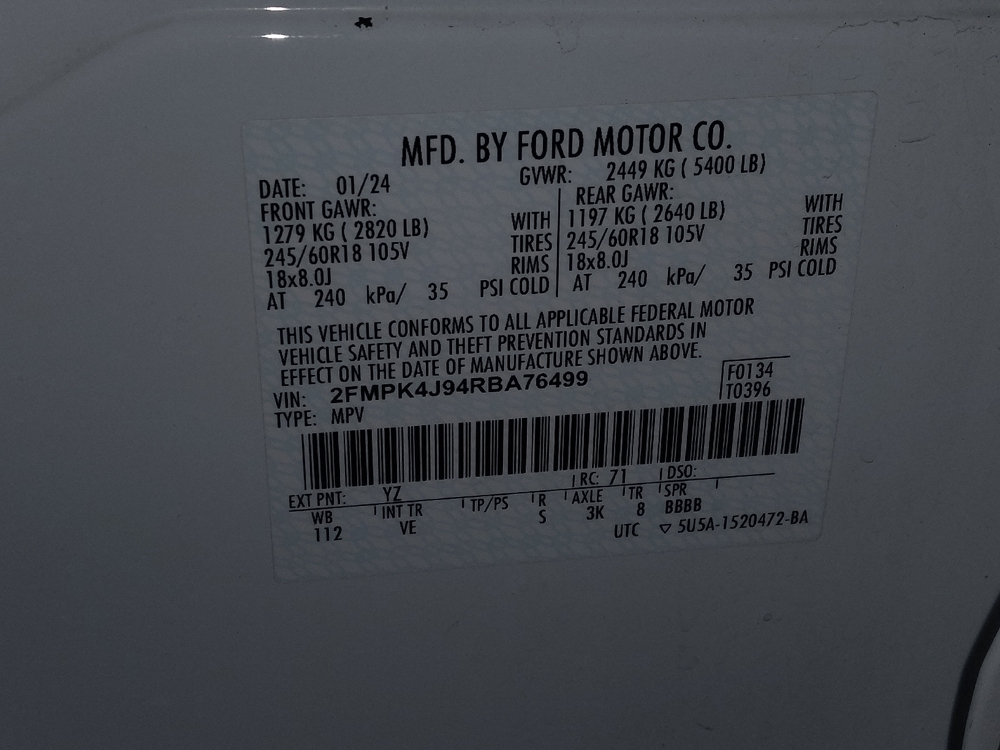 MFD. BY FORD MOTOR CO.
DATE: 01/24 GVWR: 2449 KG ( 5400 LB)
FRONT GAWR: REAR GAWR:
1279 KG ( 2820 LB) WITH 1197 KG ( 2640 LB) WITH
245/60R18 105V TIRES 245/60R18 105V TIRES
18x8.0J RIMS 18x8.0J RIMS
AT 240 kPa/ 35 PSI COLD AT 240 kPa/ 35 PSI COLD
THIS VEHICLE CONFORMS TO ALL APPLICABLE FEDERAL MOTOR
VEHICLE SAFETY AND THEFT PREVENTION STANDARDS IN
EFFECT ON THE DATE OF MANUFACTURE SHOWN ABOVE.
VIN: 2FMPK4J94RBA76499 F0134
TYPE: MPV T0396
EXT PNT: YZ RC: 71 DSO:
WB INT TR TP/PS R AXLE TR SPR
112 VE S 3K 8 BBBB
UTC ▽ 5U5A-1520472-BA